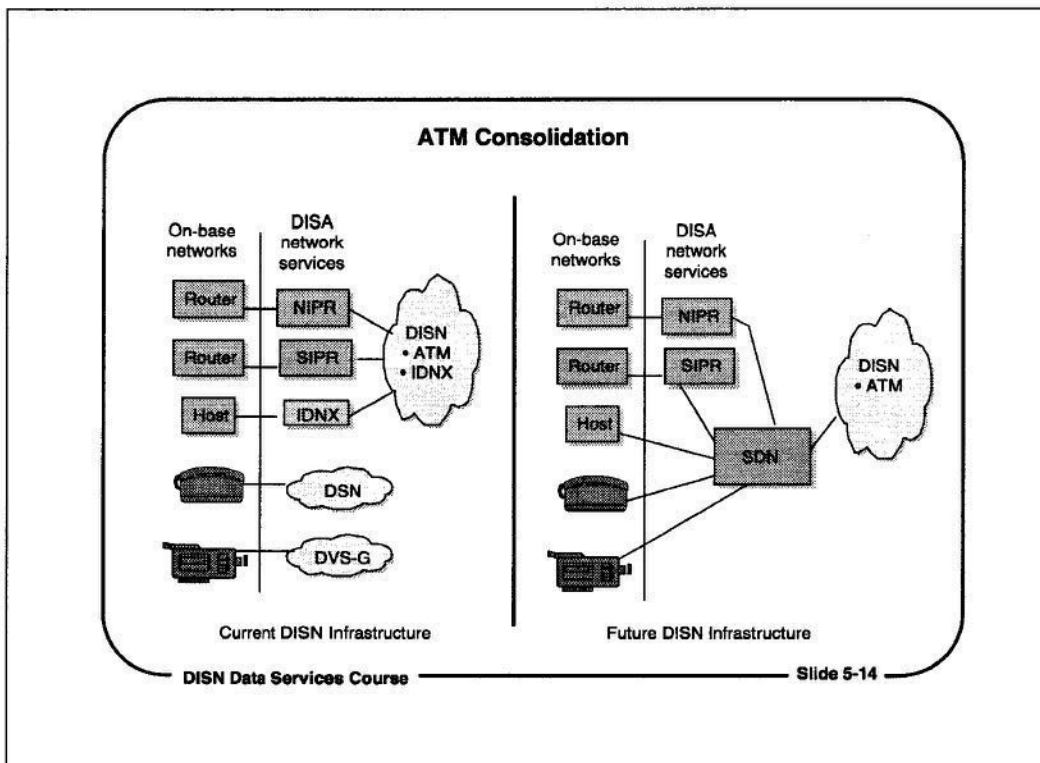 ATM Consolidation
On-base
networks
DISA
network
services
Router
NIPR
Router
SIPR
Host
IDNX
DISN
• ATM
• IDNX
DSN
DVS-G
Current DISN Infrastructure
On-base
networks
DISA
network
services
Router
NIPR
Router
SIPR
Host
SDN
DISN
• ATM
Future DISN Infrastructure
DISN Data Services Course
Slide 5-14